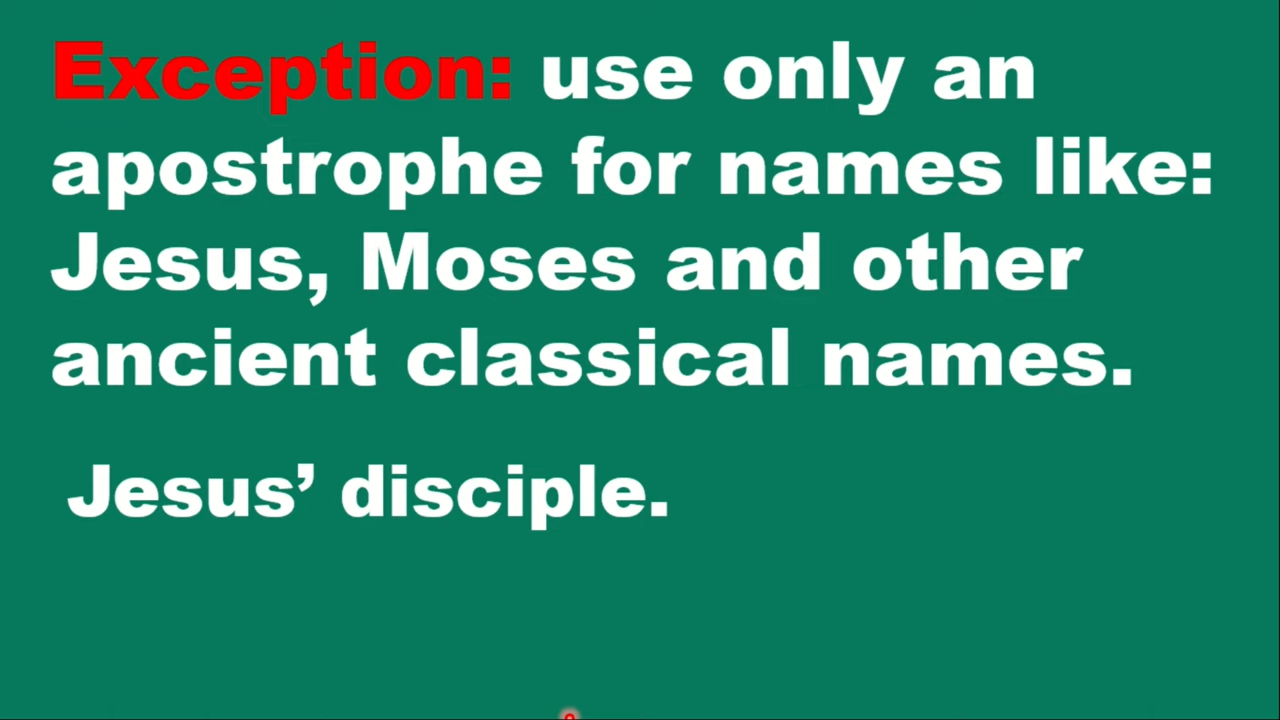 Exception: use only an
apostrophe for names like:
Jesus, Moses and other
ancient classical names.
Jesus’ disciple.